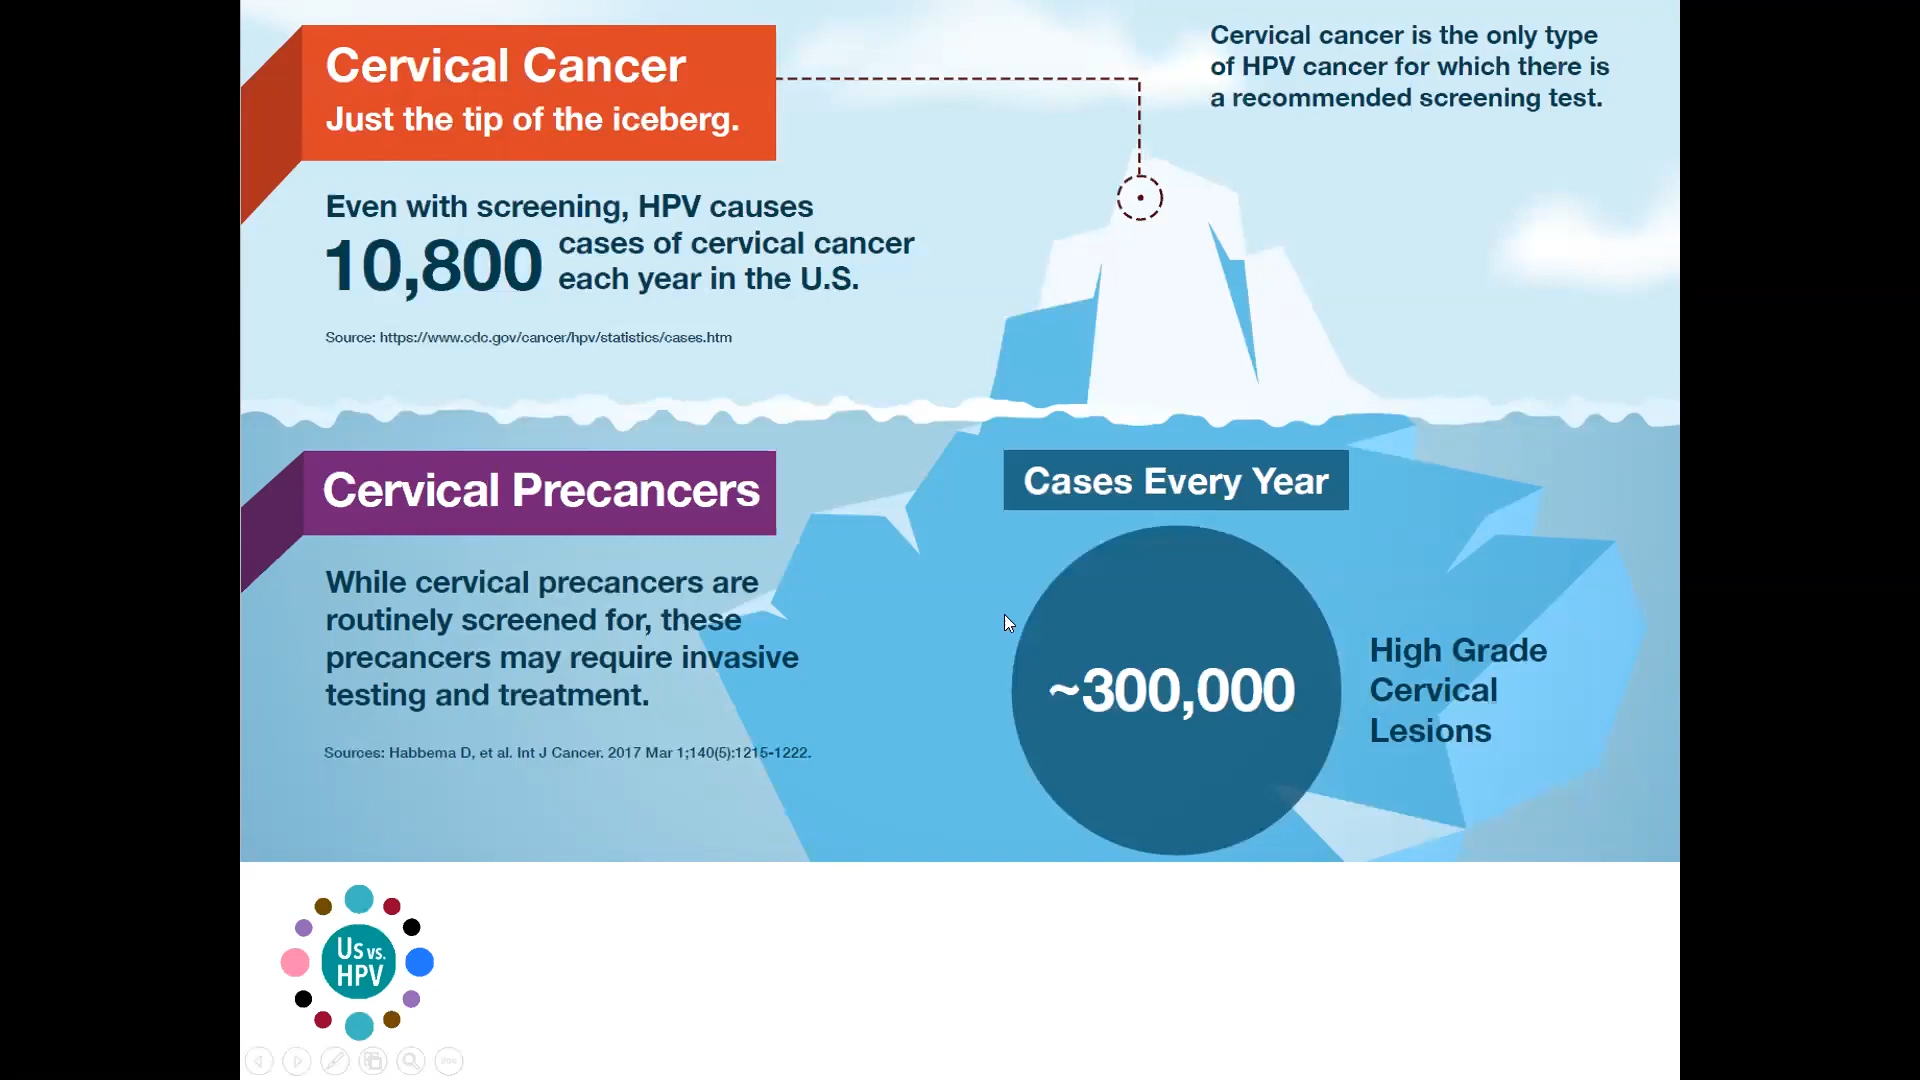 Cervical Cancer
Just the tip of the iceberg.
Cervical cancer is the only type
of HPV cancer for which there is
a recommended screening test.
Even with screening, HPV causes
10,800 cases of cervical cancer
each year in the U.S.
Source: https://www.cdc.gov/cancer/hpv/statistics/cases.htm
Cervical Precancers
While cervical precancers are
routinely screened for, these
precancers may require invasive
testing and treatment.
Sources: Habbema D, et al. Int J Cancer. 2017 Mar 1;140(5):1215-1222.
Cases Every Year
~300,000
High Grade
Cervical
Lesions
Us vs.
HPV